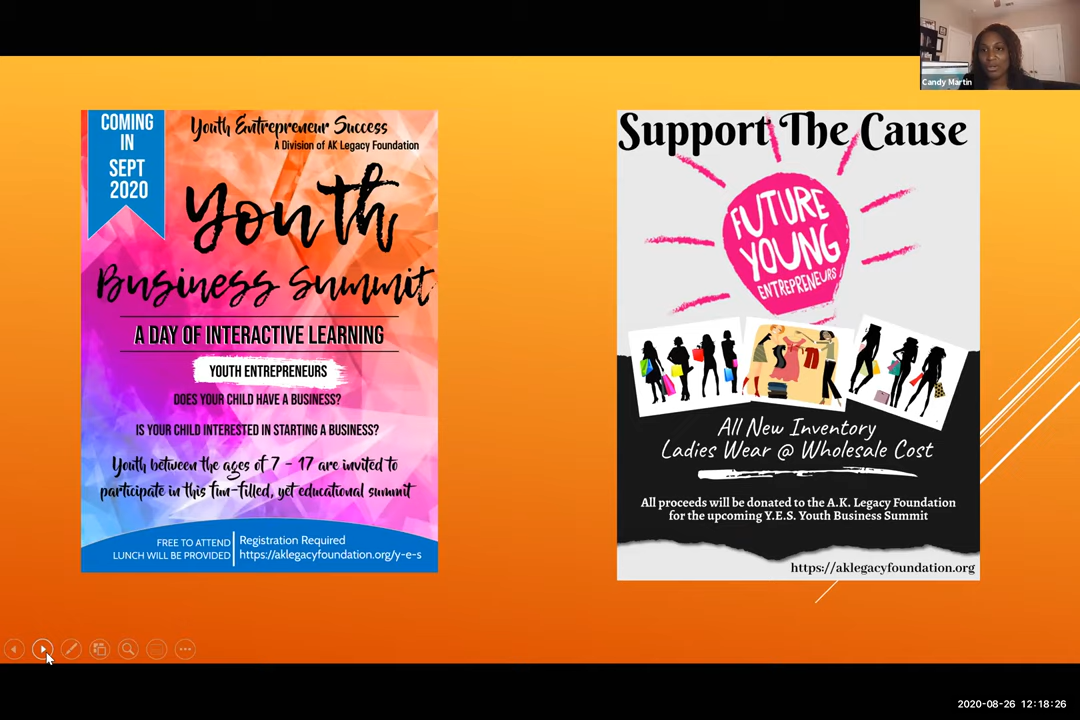 Candy Martin
COMING
IN
SEPT
2020
Youth Entrepreneur Success
A Division of AK Legacy Foundation
Youth
Business Summit
A DAY OF INTERACTIVE LEARNING
YOUTH ENTREPRENEURS
DOES YOUR CHILD HAVE A BUSINESS?
IS YOUR CHILD INTERESTED IN STARTING A BUSINESS?
Youth between the ages of 7 - 17 are invited to
participate in this fun-filled, yet educational summit
FREE TO ATTEND
LUNCH WILL BE PROVIDED
Registration Required
https://aklegacyfoundation.org/y-e-s
Support The Cause
FUTURE
YOUNG
ENTREPRENEURS
All New Inventory
Ladies Wear @ Wholesale Cost
All proceeds will be donated to the A.K. Legacy Foundation
for the upcoming Y.E.S. Youth Business Summit
https://aklegacyfoundation.org
2020-08-26 12:18:26